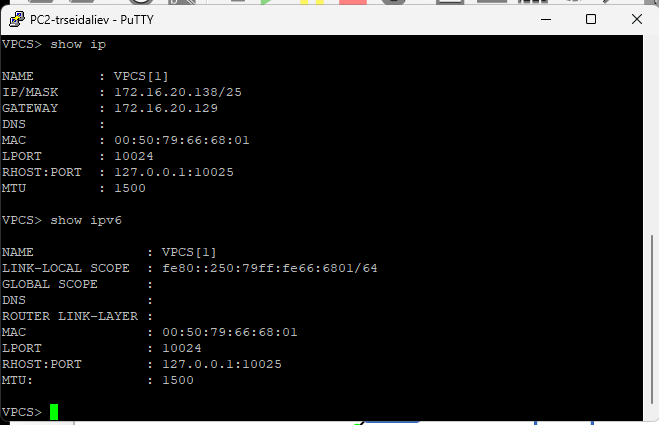 PC2-trseidaliev - PuTTY
VPCS> show ip
NAME        : VPCS[1]
IP/MASK     : 172.16.20.138/25
GATEWAY     : 172.16.20.129
DNS         :
MAC         : 00:50:79:66:68:01
LPORT       : 10024
RHOST:PORT  : 127.0.0.1:10025
MTU         : 1500
VPCS> show ipv6
NAME              : VPCS[1]
LINK-LOCAL SCOPE  : fe80::250:79ff:fe66:6801/64
GLOBAL SCOPE      :
DNS               :
ROUTER LINK-LAYER :
MAC               : 00:50:79:66:68:01
LPORT             : 10024
RHOST:PORT        : 127.0.0.1:10025
MTU:              : 1500
VPCS>